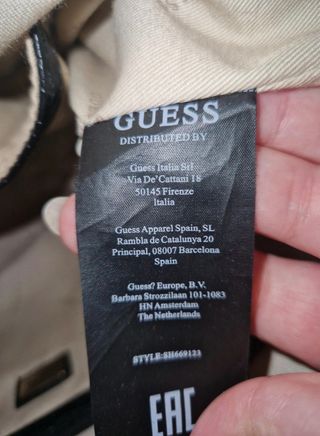 GUESS
DISTRIBUTED BY
Guess Italia Srl
Via De' Cattani 18
50145 Firenze
Italia
Guess Apparel Spain, SL
Rambla de Catalunya 20
Principal, 08007 Barcelona
Spain
Guess? Europe, B.V.
Barbara Strozzilaan 101-1083
HN Amsterdam
The Netherlands
STYLE:SH669123
EAC